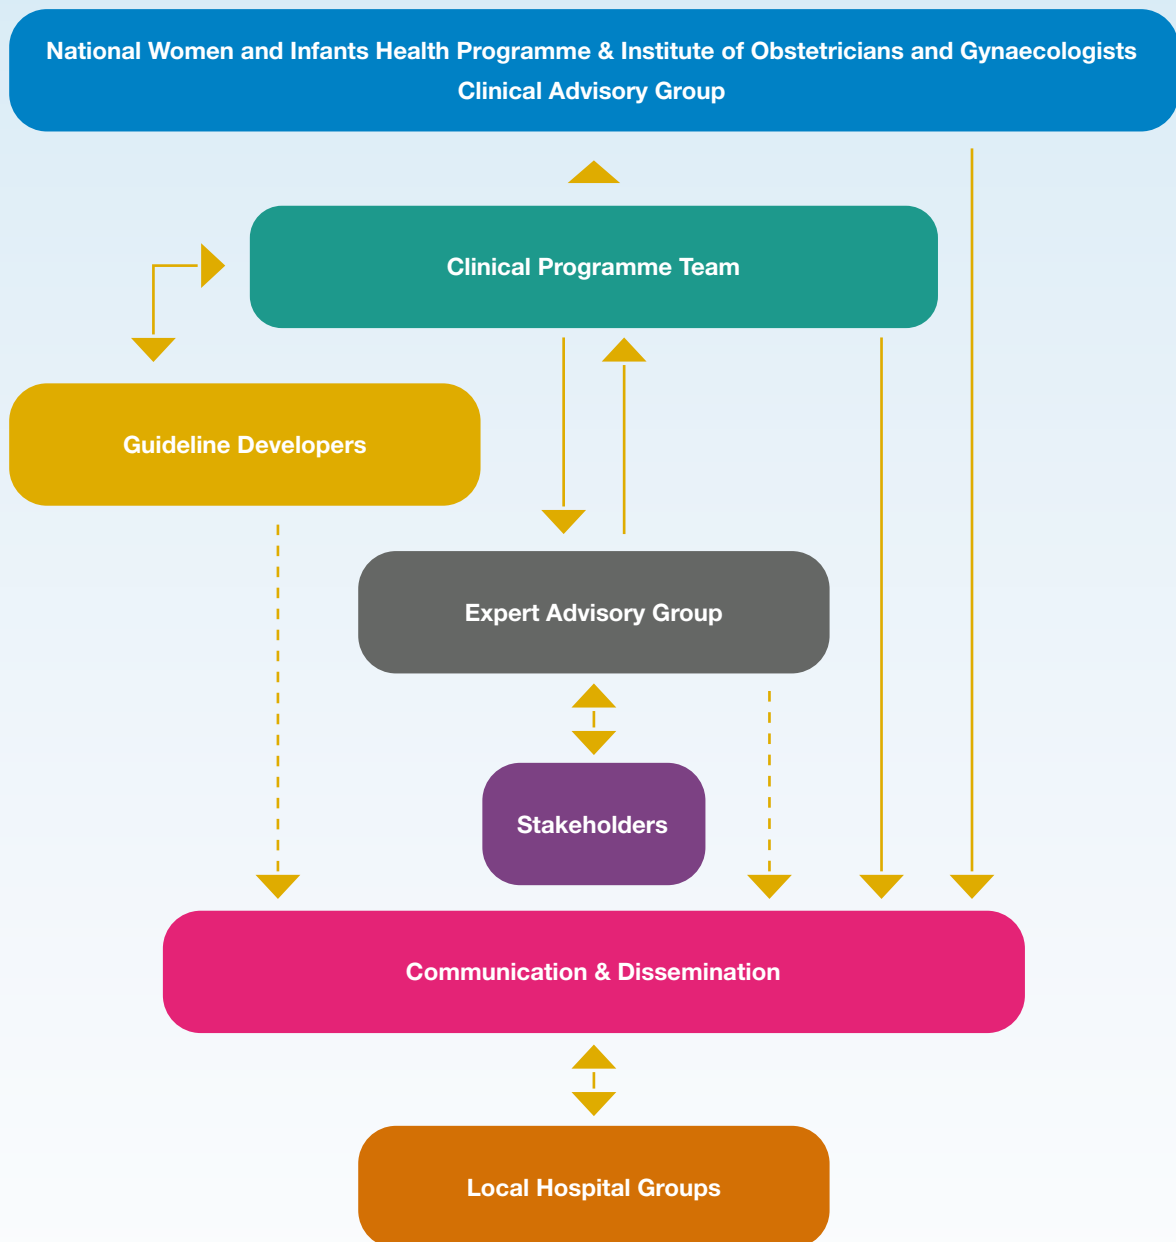 National Women and Infants Health Programme & Institute of Obstetricians and Gynaecologists
Clinical Advisory Group
Clinical Programme Team
Guideline Developers
Expert Advisory Group
Stakeholders
Communication & Dissemination
Local Hospital Groups